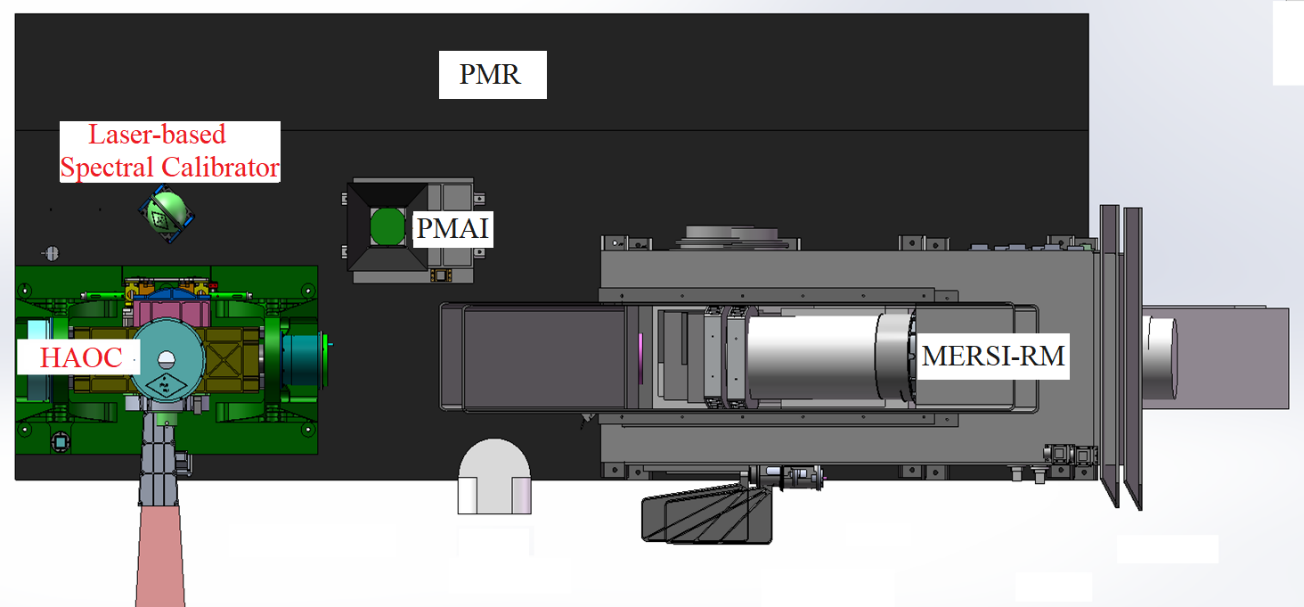 PMR
Laser-based
Spectral Calibrator
PMAI
HAOC
MERSI-RM